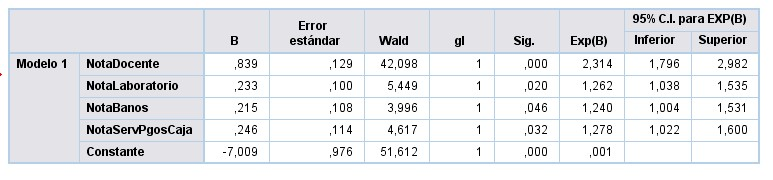 B Error estándar Wald gl Sig. Exp(B) 95% C.I. para EXP(B)
Inferior Superior
Modelo 1 NotaDocente ,839 ,129 42,098 1 ,000 2,314 1,796 2,982
NotaLaboratorio ,233 ,100 5,449 1 ,020 1,262 1,038 1,535
NotaBanos ,215 ,108 3,996 1 ,046 1,240 1,004 1,531
NotaServPgosCaja ,246 ,114 4,617 1 ,032 1,278 1,022 1,600
Constante -7,009 ,976 51,612 1 ,000 ,001